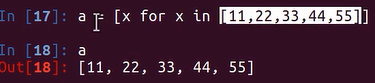 In [17]: a = [x for x in [11,22,33,44,55]]
In [18]: a
Out[18]: [11, 22, 33, 44, 55]